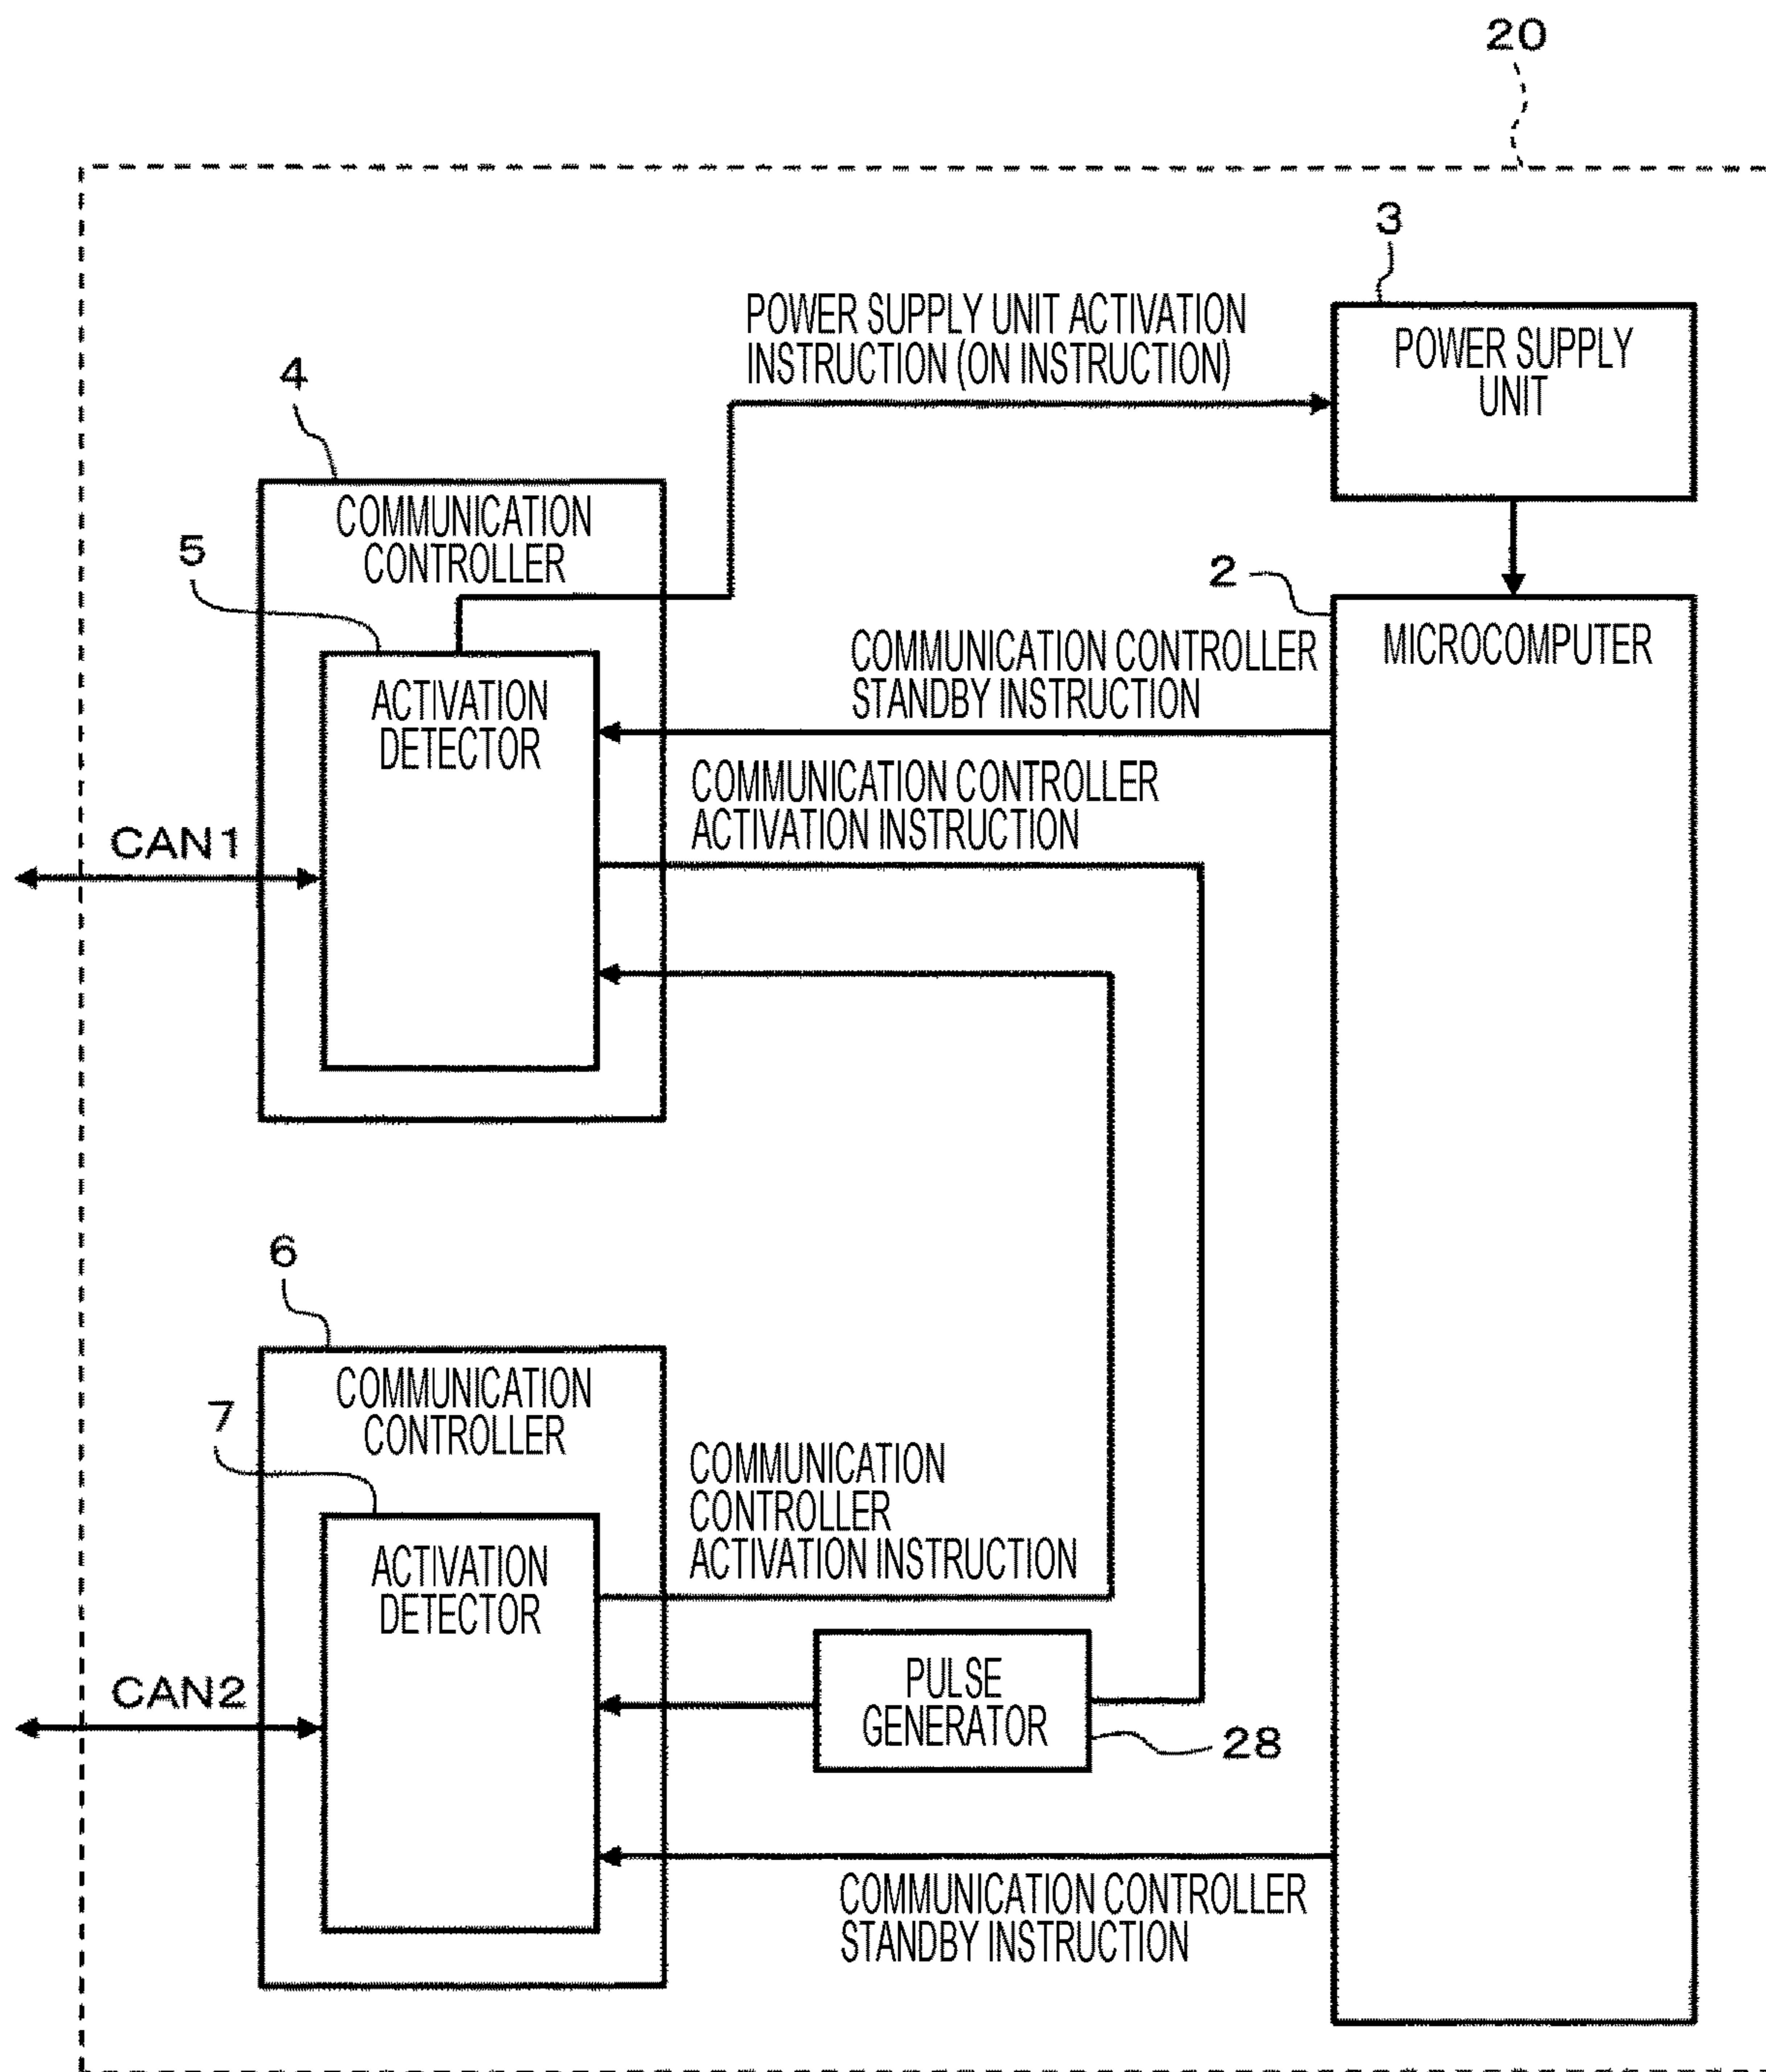 20
3
POWER SUPPLY UNIT ACTIVATION
INSTRUCTION (ON INSTRUCTION)
POWER SUPPLY
UNIT
4
COMMUNICATION
CONTROLLER
5
2
ACTIVATION
DETECTOR
COMMUNICATION CONTROLLER
STANDBY INSTRUCTION
MICROCOMPUTER
COMMUNICATION CONTROLLER
ACTIVATION INSTRUCTION
CAN1
6
COMMUNICATION
CONTROLLER
7
COMMUNICATION
CONTROLLER
ACTIVATION INSTRUCTION
ACTIVATION
DETECTOR
CAN2
PULSE
GENERATOR
28
COMMUNICATION CONTROLLER
STANDBY INSTRUCTION